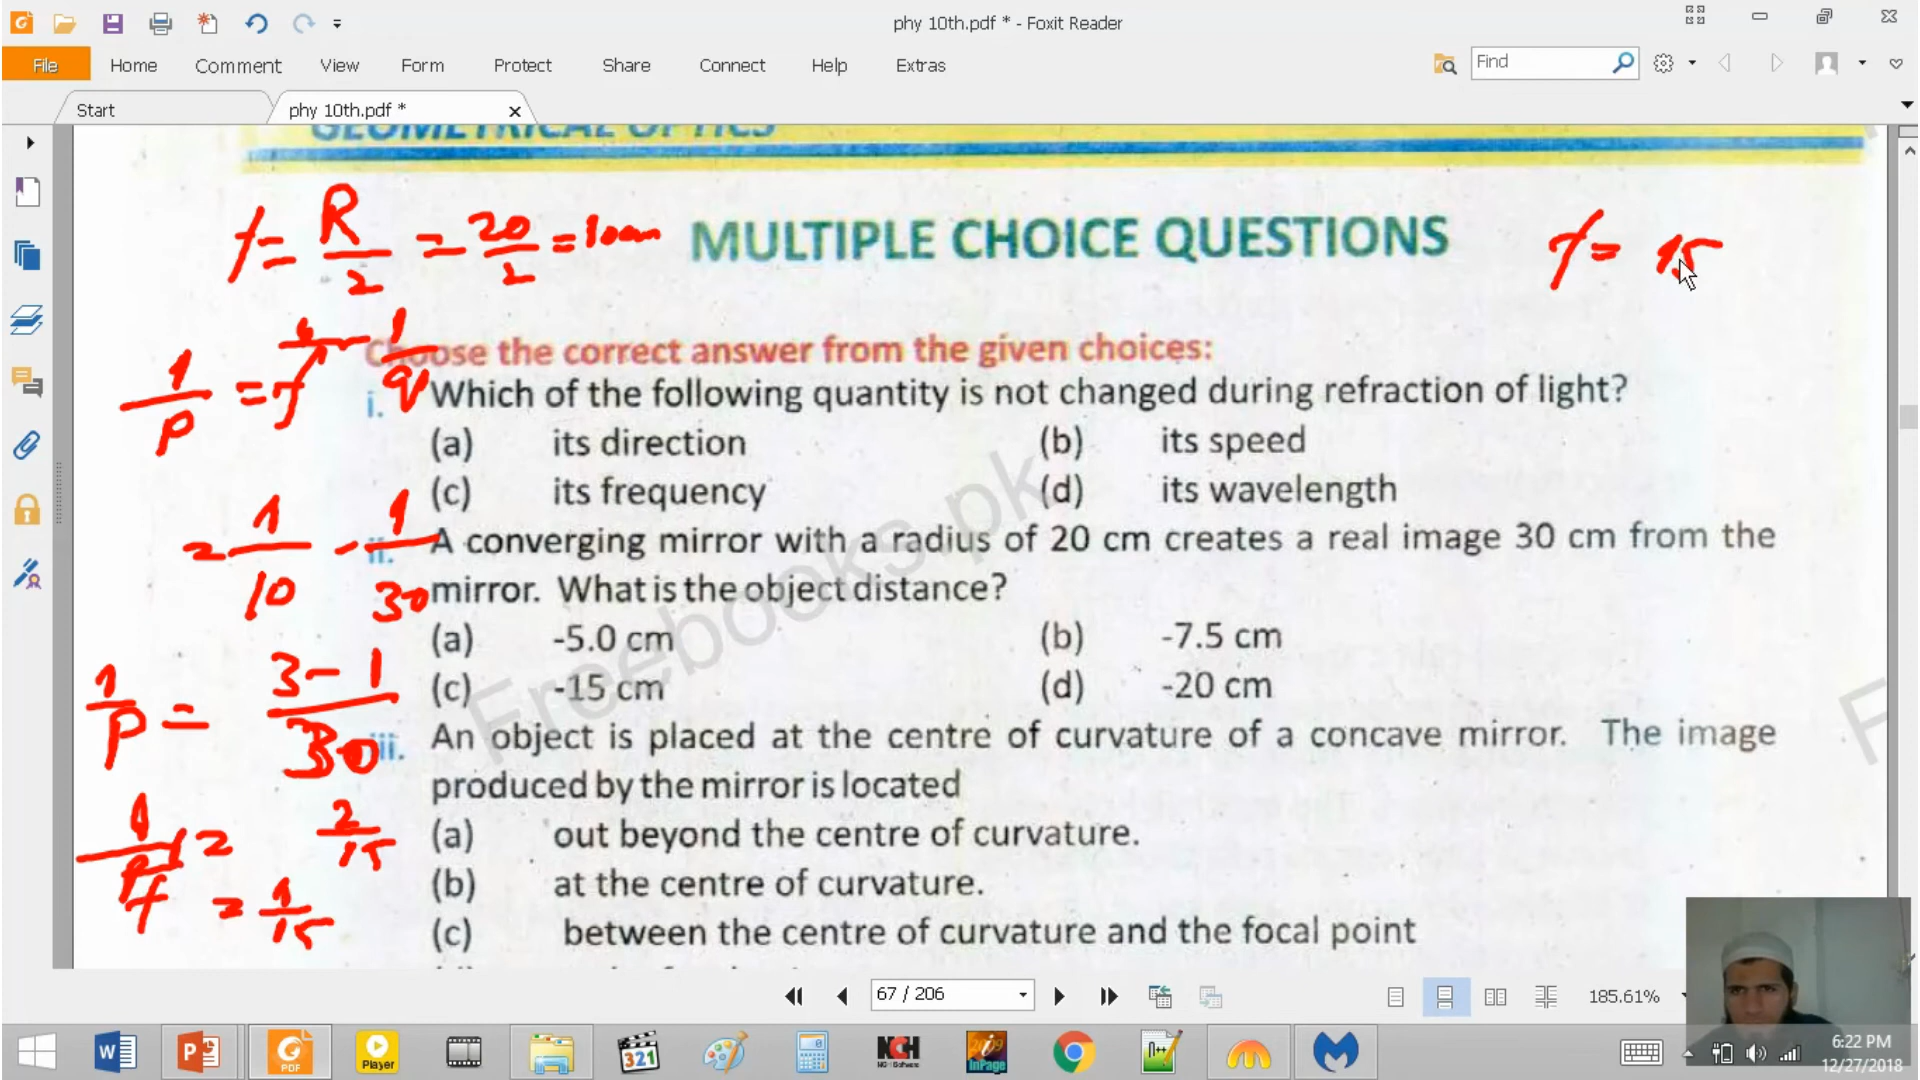 phy 10th.pdf * - Foxit Reader
File Home Comment View Form Protect Share Connect Help Extras
Find
Start phy 10th.pdf *
GEOMETRICAL OPTICS
f = R/2 = 20/2 = 10cm
MULTIPLE CHOICE QUESTIONS
f = 15
Choose the correct answer from the given choices:
1/p = 1/f - 1/q
i. Which of the following quantity is not changed during refraction of light?
(a) its direction (b) its speed
(c) its frequency (d) its wavelength
= 1/10 - 1/30
ii. A converging mirror with a radius of 20 cm creates a real image 30 cm from the
mirror. What is the object distance?
(a) -5.0 cm (b) -7.5 cm
(c) -15 cm (d) -20 cm
1/p = 3-1/30
iii. An object is placed at the centre of curvature of a concave mirror. The image
produced by the mirror is located
(a) out beyond the centre of curvature.
2/15
(b) at the centre of curvature.
= 1/15
(c) between the centre of curvature and the focal point
Freebooks.pk
67 / 206
185.61%
Player
321
NCH
InPage
6:22 PM
12/27/2018